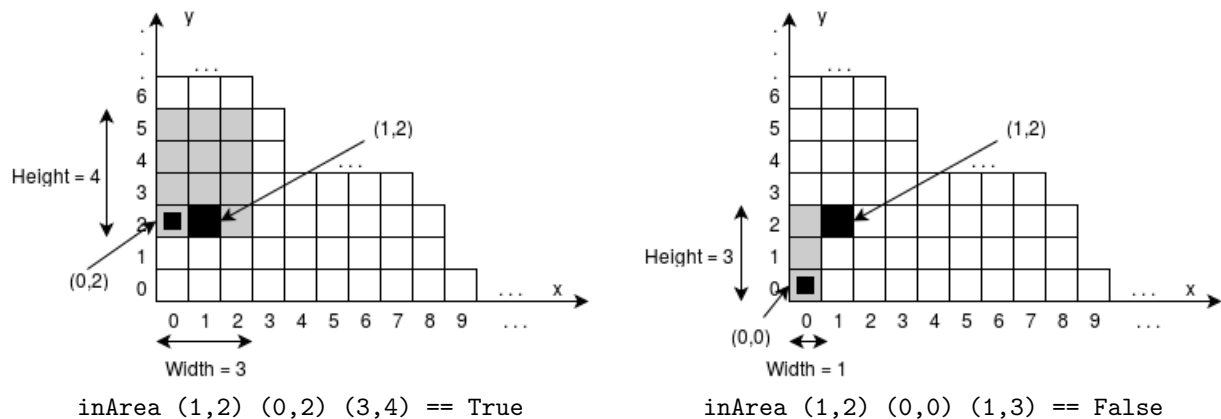 y
.
.
.
. . .
6
5
4
3
2
1
0
(1,2)
. . .
Height = 4
(0,2)
. . .
x
0 1 2 3 4 5 6 7 8 9 . . .
Width = 3
inArea (1,2) (0,2) (3,4) == True
y
.
.
.
. . .
6
5
4
3
2
1
0
(1,2)
. . .
Height = 3
(0,0)
. . .
x
0 1 2 3 4 5 6 7 8 9 . . .
Width = 1
inArea (1,2) (0,0) (1,3) == False